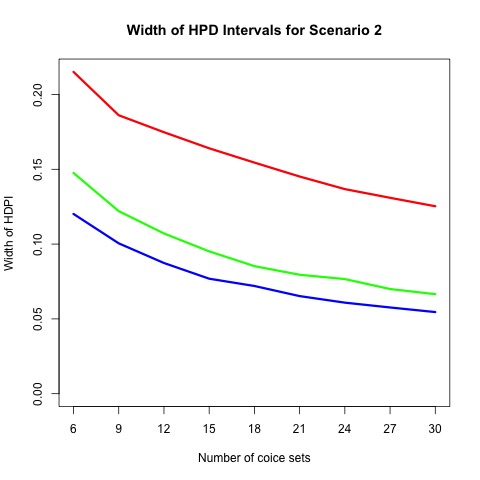 Width of HPD Intervals for Scenario 2
Width of HDPI
0.20
0.15
0.10
0.05
0.00
6 9 12 15 18 21 24 27 30
Number of coice sets